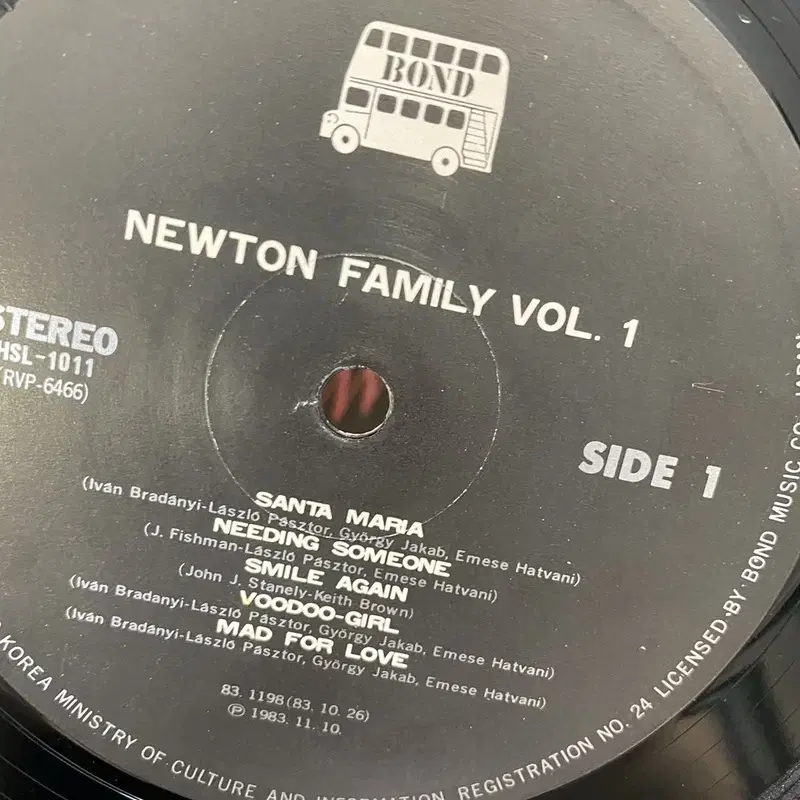 BOND
NEWTON FAMILY VOL. 1
STEREO
HSL-1011
(RVP-6466)
SIDE 1
SANTA MARIA
(Iván Bradányi-László Pásztor, György Jakab, Emese Hatvani)
NEEDING SOMEONE
(J. Fishman-László Pásztor, Emese Hatvani)
SMILE AGAIN
(John J. Stanely-Keith Brown)
VOODOO-GIRL
(Iván Bradanyi-László Pásztor, György Jakab, Emese Hatvani)
MAD FOR LOVE
(Iván Bradányi-László Pásztor, György Jakab, Emese Hatvani)
83. 1198 (83. 10. 26)
Ⓟ 1983. 11. 10.
KOREA MINISTRY OF CULTURE AND INFORMATION REGISTRATION NO. 24 LICENSED BY BOND MUSIC CO., JAPAN